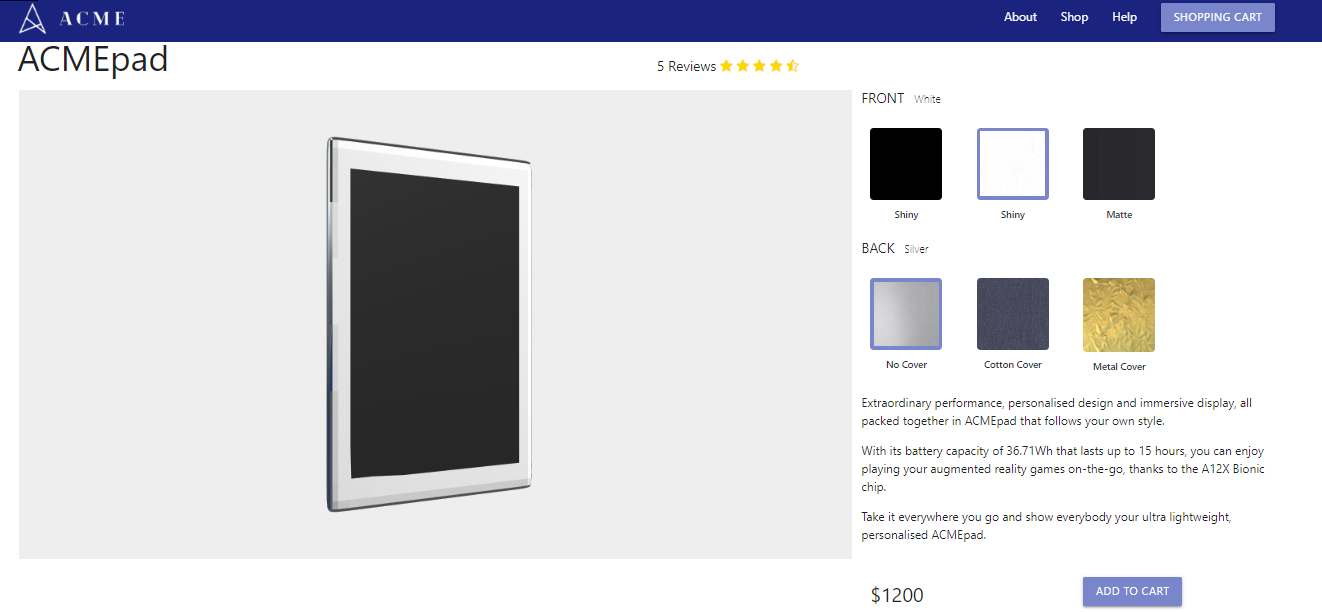 ACME
About Shop Help SHOPPING CART
ACMEpad
5 Reviews
FRONT White
Shiny Shiny Matte
BACK Silver
No Cover Cotton Cover Metal Cover
Extraordinary performance, personalised design and immersive display, all
packed together in ACMEpad that follows your own style.
With its battery capacity of 36.71Wh that lasts up to 15 hours, you can enjoy
playing your augmented reality games on-the-go, thanks to the A12X Bionic
chip.
Take it everywhere you go and show everybody your ultra lightweight,
personalised ACMEpad.
$1200 ADD TO CART